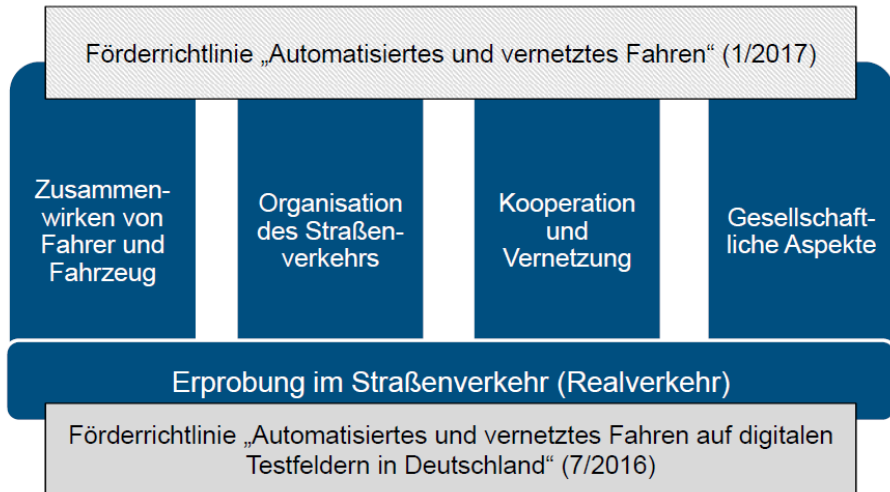 Förderrichtlinie „Automatisiertes und vernetztes Fahren“ (1/2017)
Zusammen-
wirken von
Fahrer und
Fahrzeug
Organisation
des Straßen-
verkehrs
Kooperation
und
Vernetzung
Gesellschaft-
liche Aspekte
Erprobung im Straßenverkehr (Realverkehr)
Förderrichtlinie „Automatisiertes und vernetztes Fahren auf digitalen
Testfeldern in Deutschland“ (7/2016)